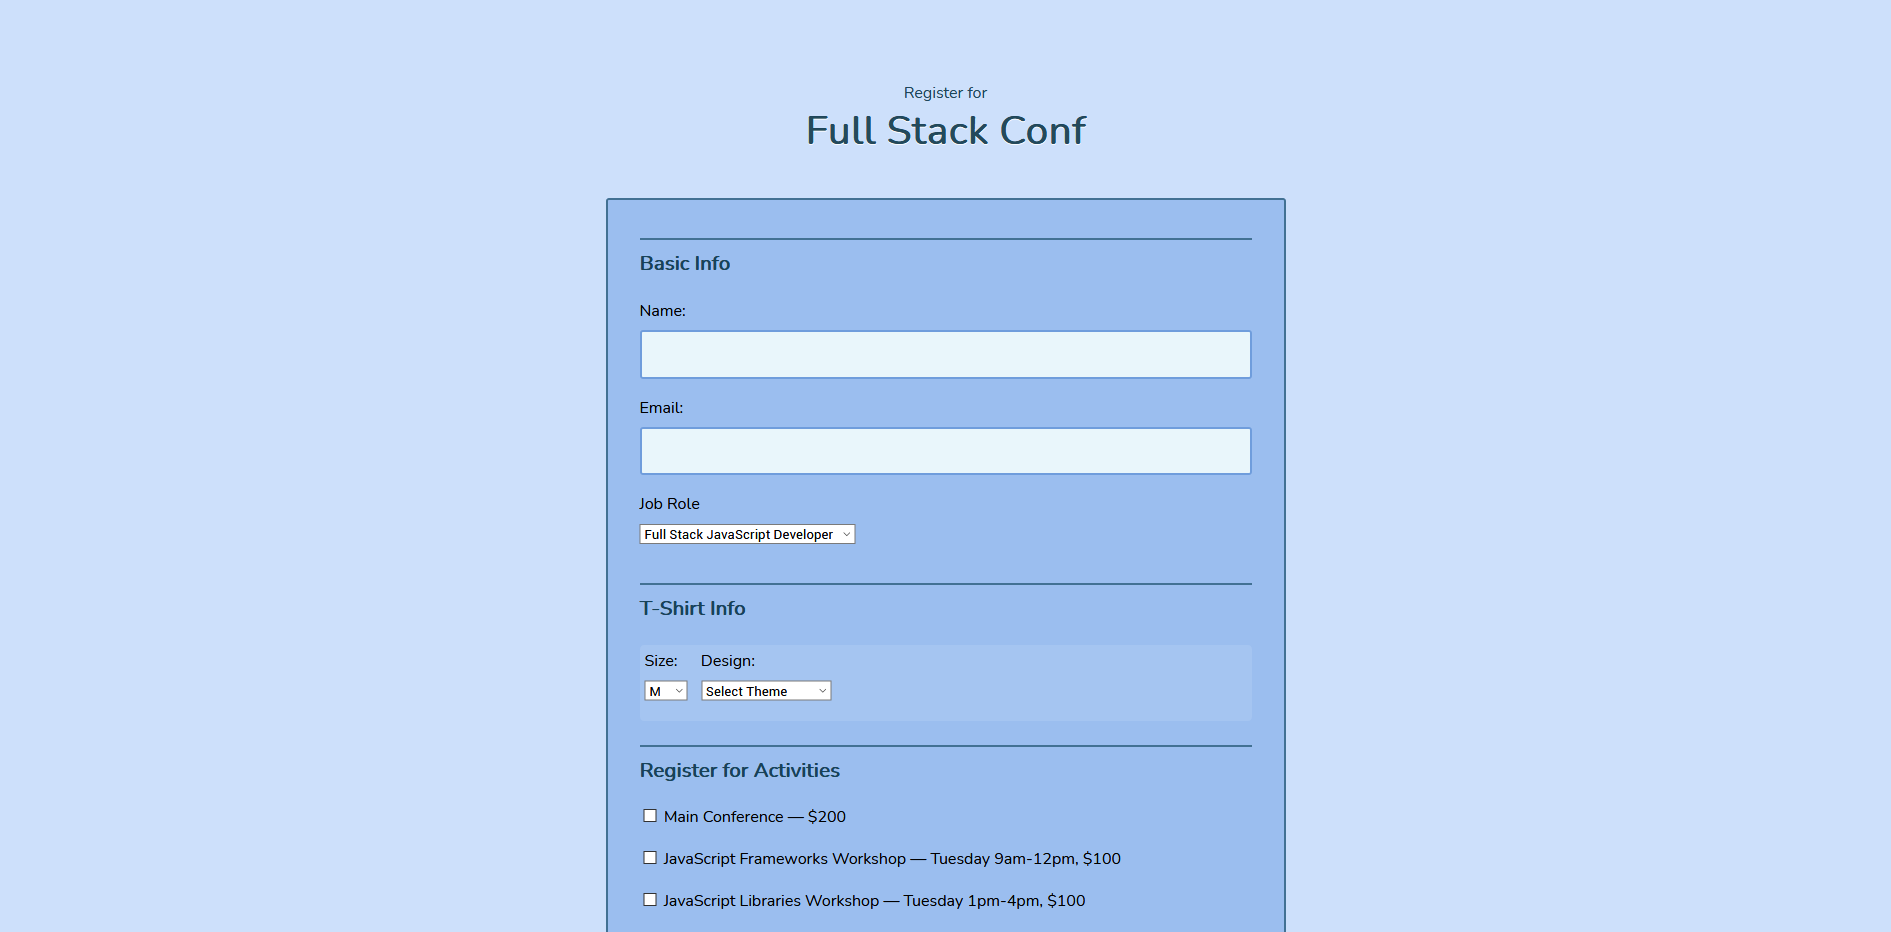 Register for
Full Stack Conf
Basic Info
Name:
Email:
Job Role
Full Stack JavaScript Developer
T-Shirt Info
Size: Design:
M Select Theme
Register for Activities
Main Conference — $200
JavaScript Frameworks Workshop — Tuesday 9am-12pm, $100
JavaScript Libraries Workshop — Tuesday 1pm-4pm, $100